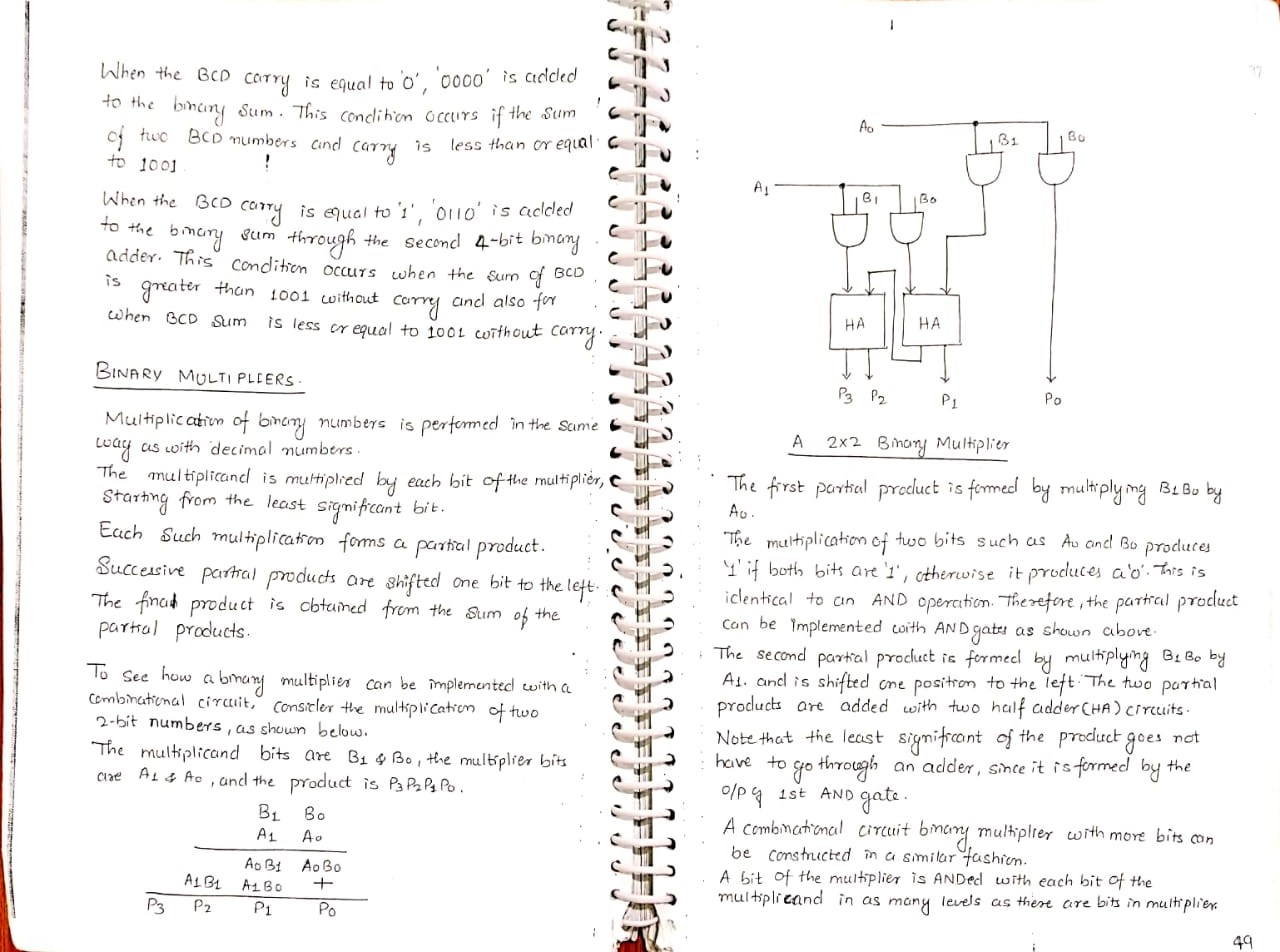 When the BCD carry is equal to '0', '0000' is added
to the binary sum. This condition occurs if the sum
of two BCD numbers and carry is less than or equal
to 1001
When the BCD carry is equal to '1', '0110' is added
to the binary sum through the second 4-bit binary
adder. This condition occurs when the sum of BCD
is greater than 1001 without carry and also for
when BCD sum is less or equal to 1001 without carry.
BINARY MULTIPLIERS.
Multiplication of binary numbers is performed in the same
way as with decimal numbers.
The multiplicand is multiplied by each bit of the multiplier,
Starting from the least significant bit.
Each Such multiplication forms a partial product.
Successive partial products are shifted one bit to the left.
The final product is obtained from the sum of the
partial products.
To see how a binary multiplier can be implemented with a
combinational circuit, consider the multiplication of two
2-bit numbers, as shown below.
The multiplicand bits are B1 & B0, the multiplier bits
are A1 & A0, and the product is P3 P2 P1 P0.
B1 B0
A1 A0
A0B1 A0B0
A1B1 A1B0 +
P3 P2 P1 P0
A0
B1 B0
A1
B1 B0
HA HA
P3 P2 P1 P0
A 2x2 Binary Multiplier
The first partial product is formed by multiplying B1B0 by
A0.
The multiplication of two bits such as A0 and B0 produces
'1' if both bits are '1', otherwise it produces a '0'. This is
identical to an AND operation. Therefore, the partial product
can be implemented with AND gates as shown above.
The second partial product is formed by multiplying B1B0 by
A1. and is shifted one position to the left. The two partial
products are added with two half adder (HA) circuits.
Note that the least significant of the product goes not
have to go through an adder, since it is formed by the
o/p of 1st AND gate.
A combinational circuit binary multiplier with more bits can
be constructed in a similar fashion.
A bit of the multiplier is ANDed with each bit of the
multiplicand in as many levels as there are bits in multiplier.
49